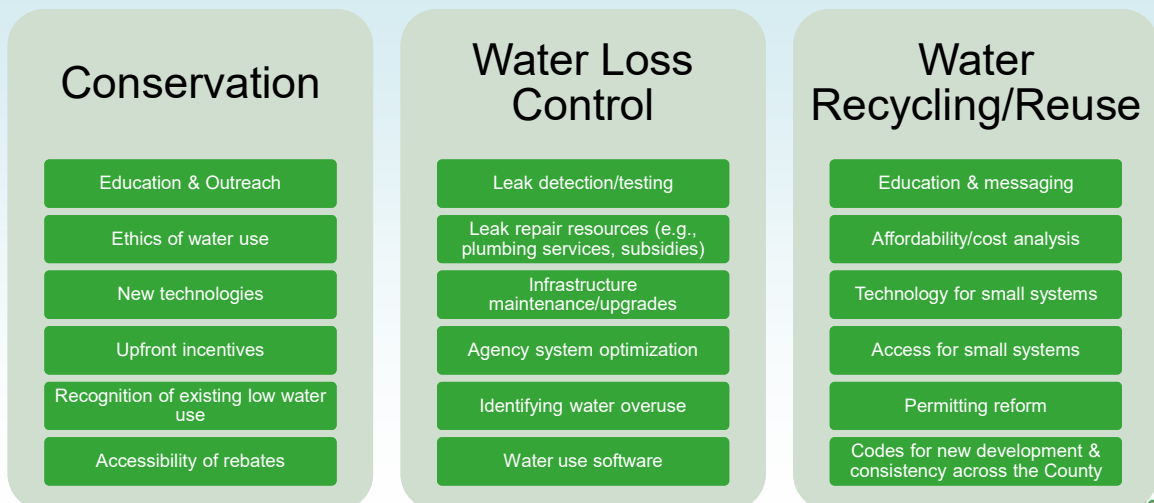 Conservation
Education & Outreach
Ethics of water use
New technologies
Upfront incentives
Recognition of existing low water
use
Accessibility of rebates
Water Loss
Control
Leak detection/testing
Leak repair resources (e.g.,
plumbing services, subsidies)
Infrastructure
maintenance/upgrades
Agency system optimization
Identifying water overuse
Water use software
Water
Recycling/Reuse
Education & messaging
Affordability/cost analysis
Technology for small systems
Access for small systems
Permitting reform
Codes for new development &
consistency across the County